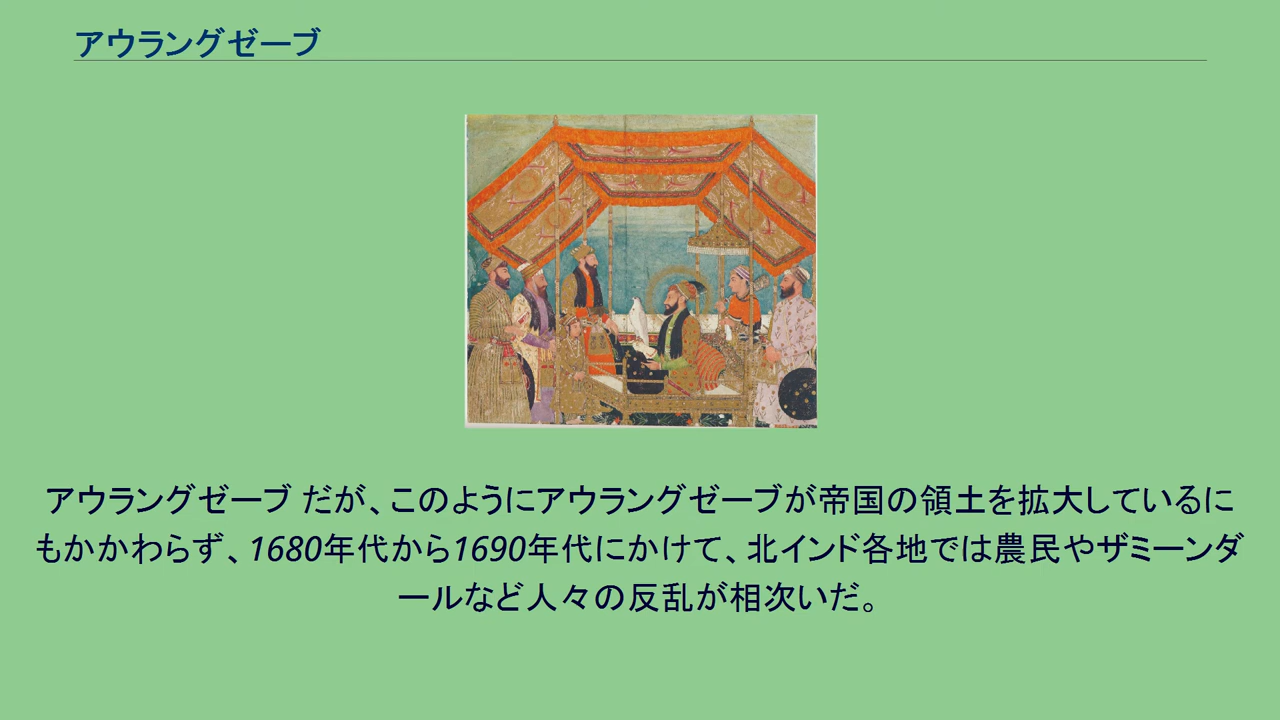 アウラングゼーブ
アウラングゼーブ だが、このようにアウラングゼーブが帝国の領土を拡大しているに
もかかわらず、1680年代から1690年代にかけて、北インド各地では農民やザミーンダ
ールなど人々の反乱が相次いだ。